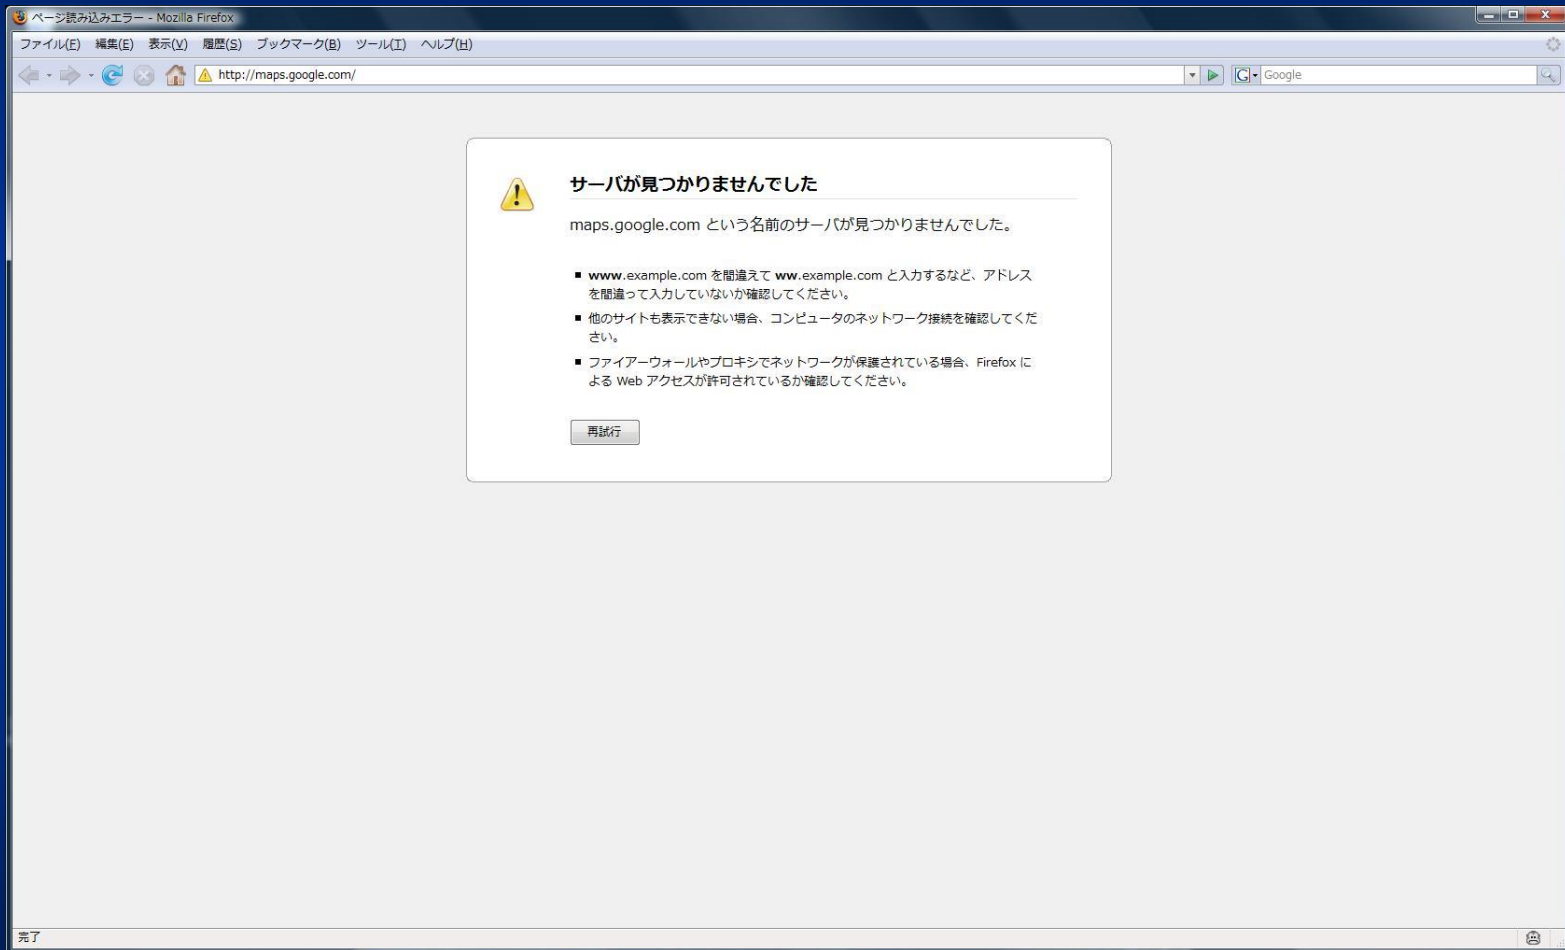 ページ読み込みエラー - Mozilla Firefox
ファイル(F) 編集(E) 表示(V) 履歴(S) ブックマーク(B) ツール(T) ヘルプ(H)
http://maps.google.com/ G Google
サーバが見つかりませんでした
maps.google.com という名前のサーバが見つかりませんでした。
www.example.com を間違えて ww.example.com と入力するなど、アドレス
を間違って入力していないか確認してください。
他のサイトも表示できない場合、コンピュータのネットワーク接続を確認してくだ
さい。
ファイアーウォールやプロキシでネットワークが保護されている場合、Firefox に
よる Web アクセスが許可されているか確認してください。
再試行
完了